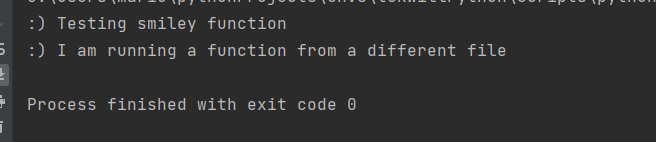 :) Testing smiley function
:) I am running a function from a different file
Process finished with exit code 0